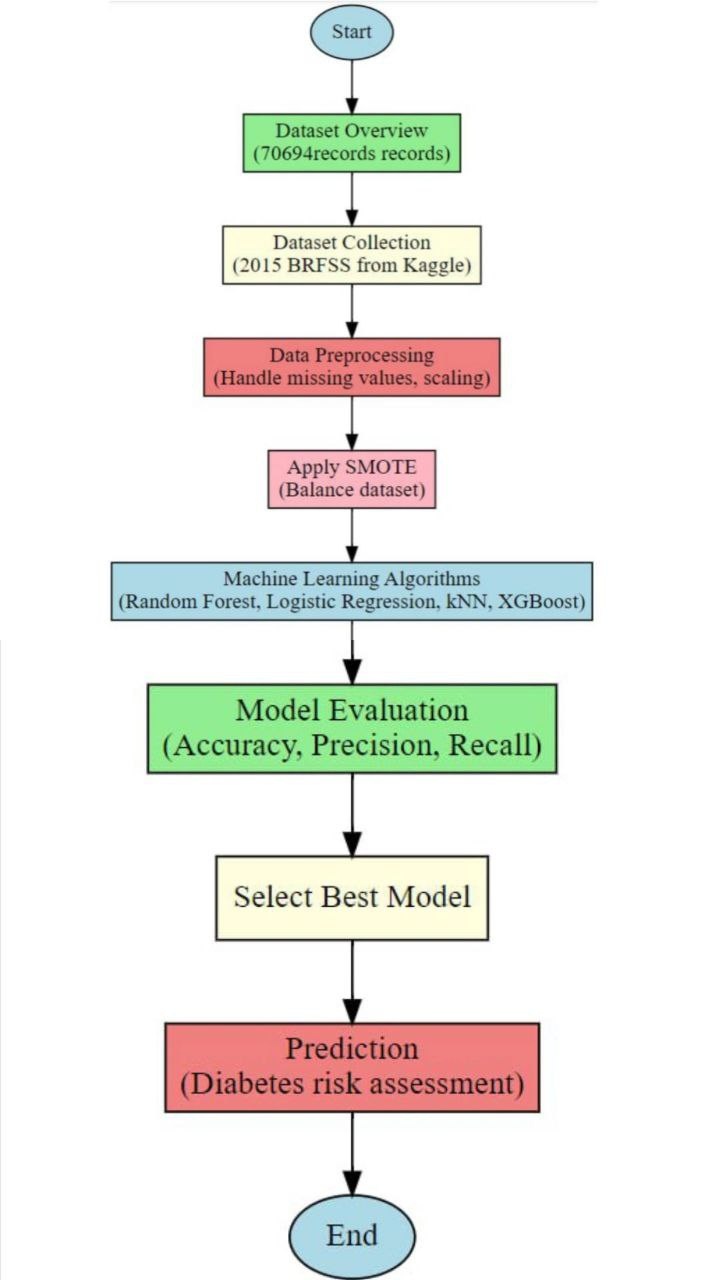 Start
Dataset Overview
(70694records records)
Dataset Collection
(2015 BRFSS from Kaggle)
Data Preprocessing
(Handle missing values, scaling)
Apply SMOTE
(Balance dataset)
Machine Learning Algorithms
(Random Forest, Logistic Regression, kNN, XGBoost)
Model Evaluation
(Accuracy, Precision, Recall)
Select Best Model
Prediction
(Diabetes risk assessment)
End